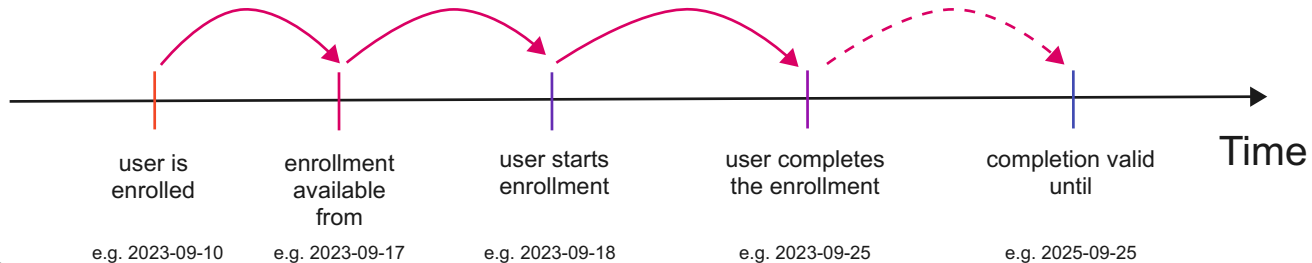 user is
enrolled
enrollment
available
from
user starts
enrollment
user completes
the enrollment
completion valid
until
Time
e.g. 2023-09-10
e.g. 2023-09-17
e.g. 2023-09-18
e.g. 2023-09-25
e.g. 2025-09-25